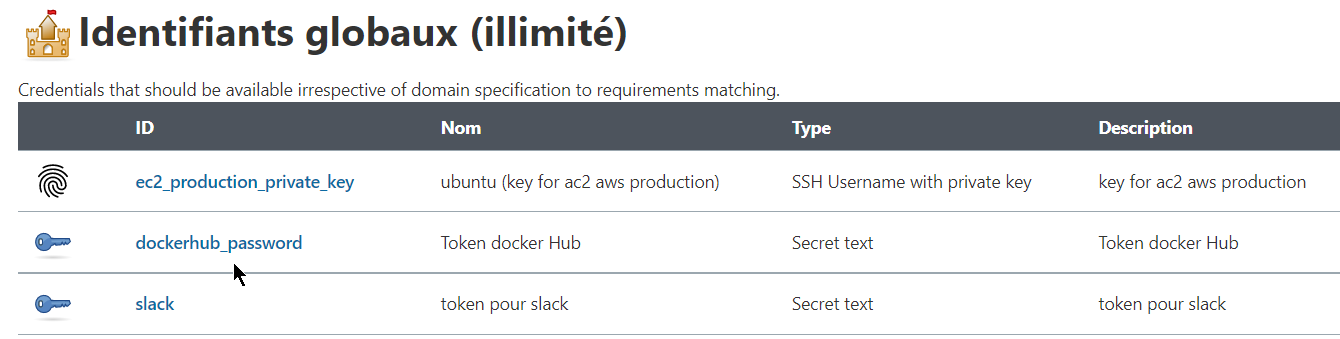 Identifiants globaux (illimité)
Credentials that should be available irrespective of domain specification to requirements matching.
ID Nom Type Description
ec2_production_private_key ubuntu (key for ac2 aws production) SSH Username with private key key for ac2 aws production
dockerhub_password Token docker Hub Secret text Token docker Hub
slack token pour slack Secret text token pour slack